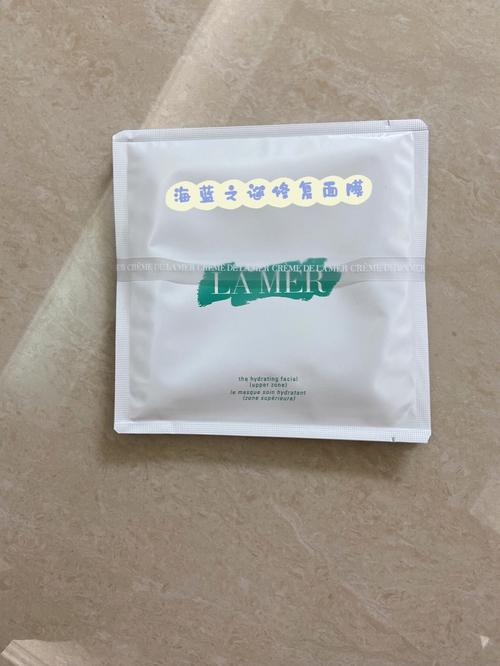 海蓝之谜修复面膜
CRÈME DE LA MER CRÈME DE LA MER CRÈME DE LA MER CRÈME DE LA MER
LA MER
the hydrating facial
(upper zone)
le masque soin hydratant
(zone supérieure)